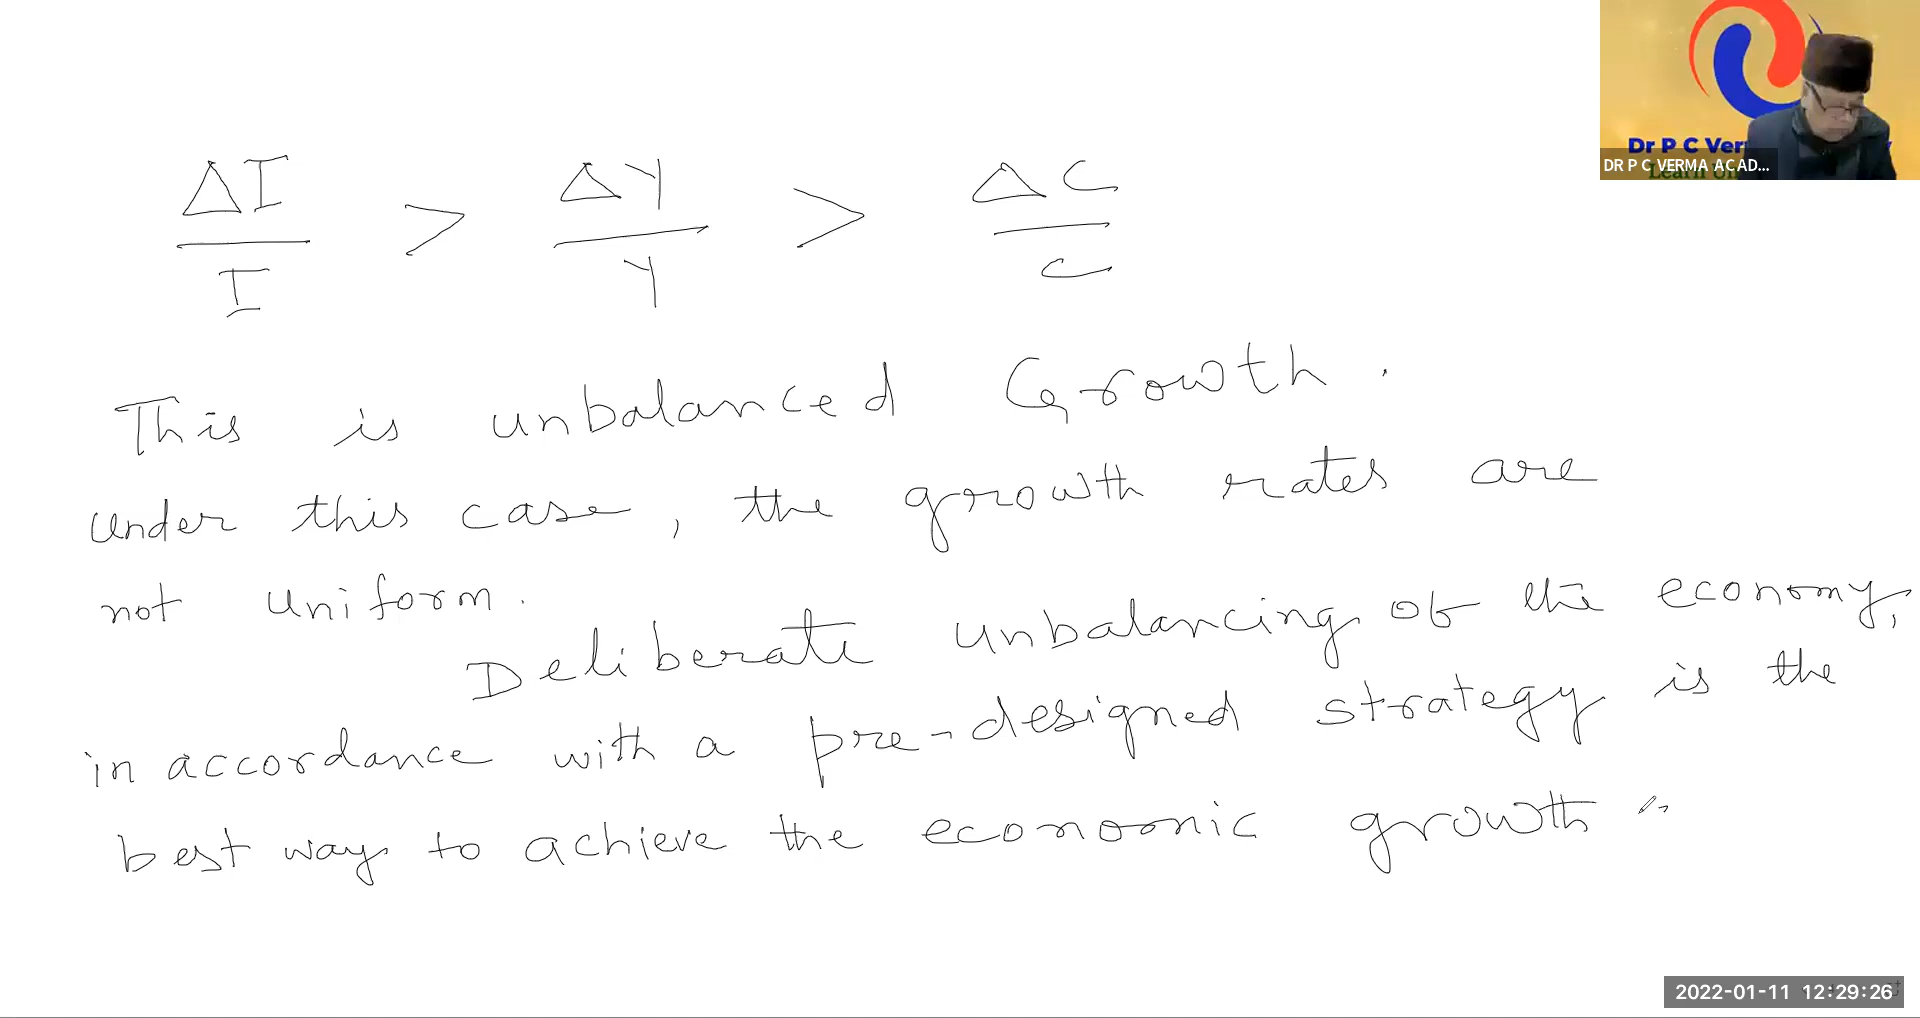 ΔI/I > ΔY/Y > ΔC/C
This is unbalanced Growth.
under this case, the growth rates are
not uniform.
Deliberate unbalancing of the economy,
in accordance with a pre-designed strategy is the
best way to achieve the economic growth
Dr P C Ver
DR P C VERMA ACAD...
2022-01-11 12:29:26